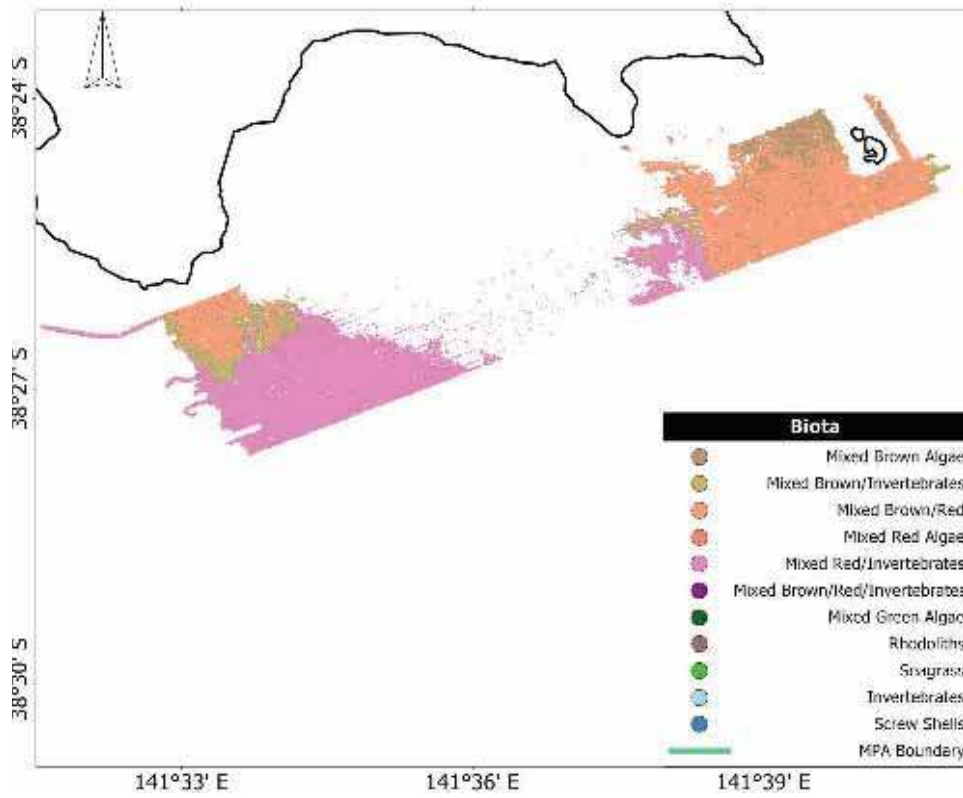 38°24' S
38°27' S
38°30' S
Biota
Mixed Brown Algae
Mixed Brown/Invertebrates
Mixed Brown/Red
Mixed Red Algae
Mixed Red/Invertebrates
Mixed Brown/Red/Invertebrates
Mixed Green Algae
Rhodoliths
Seagrass
Invertebrates
Screw Shells
MPA Boundary
141°33' E
141°36' E
141°39' E